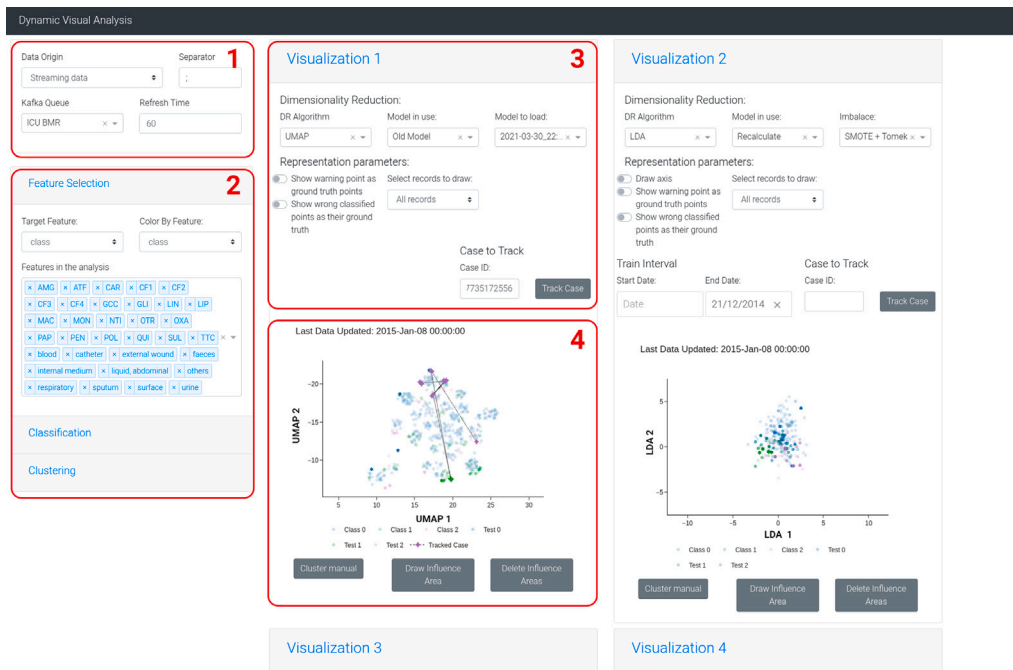 Dynamic Visual Analysis
1
Data Origin Separator
Streaming data ;
Kafka Queue Refresh Time
ICU BMR × 60
2
Feature Selection
Target Feature: Color By Feature:
class class
Features in the analysis
× AMG × ATF × CAR × CF1 × CF2
× CF3 × CF4 × GCC × GLI × LIN × LIP
× MAC × MON × NTI × OTR × OXA
× PAP × PEN × POL × QUI × SUL × TTC ×
× blood × catheter × external wound × faeces
× internal medium × liquid, abdominal × others
× respiratory × sputum × surface × urine
Classification
Clustering
3
Visualization 1
Dimensionality Reduction:
DR Algorithm Model in use: Model to load:
UMAP × Old Model × 2021-03-30_22:... ×
Representation parameters:
Show warning point as
ground truth points
Show wrong classified
points as their ground
truth
Select records to draw:
All records
Case to Track
Case ID:
7735172556 Track Case
4
Last Data Updated: 2015-Jan-08 00:00:00
UMAP 2
-20
-15
-10
5 10 15 20 25 30
UMAP 1
Class 0 Class 1 Class 2 Test 0
Test 1 Test 2 Tracked Case
Cluster manual
Draw Influence
Area
Delete Influence
Areas
Visualization 2
Dimensionality Reduction:
DR Algorithm Model in use: Imbalace:
LDA × Recalculate × SMOTE + Tomek ×
Representation parameters:
Draw axis
Show warning point as
ground truth points
Show wrong classified
points as their ground
truth
Select records to draw:
All records
Train Interval Case to Track
Start Date: End Date: Case ID:
Date 21/12/2014 × Track Case
Last Data Updated: 2015-Jan-08 00:00:00
LDA 2
5
0
-5
-10 -5 0 5 10
LDA 1
Class 0 Class 1 Class 2 Test 0
Test 1 Test 2
Cluster manual
Draw Influence
Area
Delete Influence
Areas
Visualization 3
Visualization 4